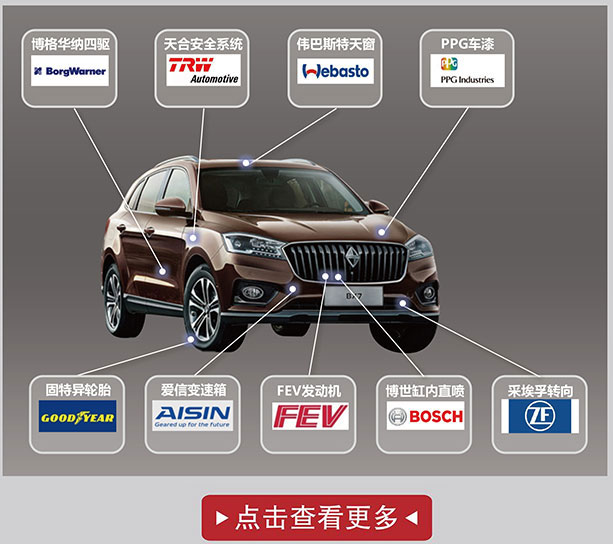 博格华纳四驱
BorgWarner
天合安全系统
TRW
Automotive
伟巴斯特天窗
Webasto
PPG车漆
PPG
PPG Industries
BX7
固特异轮胎
GOODYEAR
爱信变速箱
AISIN
Geared up for the future
FEV发动机
FEV
博世缸内直喷
BOSCH
采埃孚转向
ZF
点击查看更多